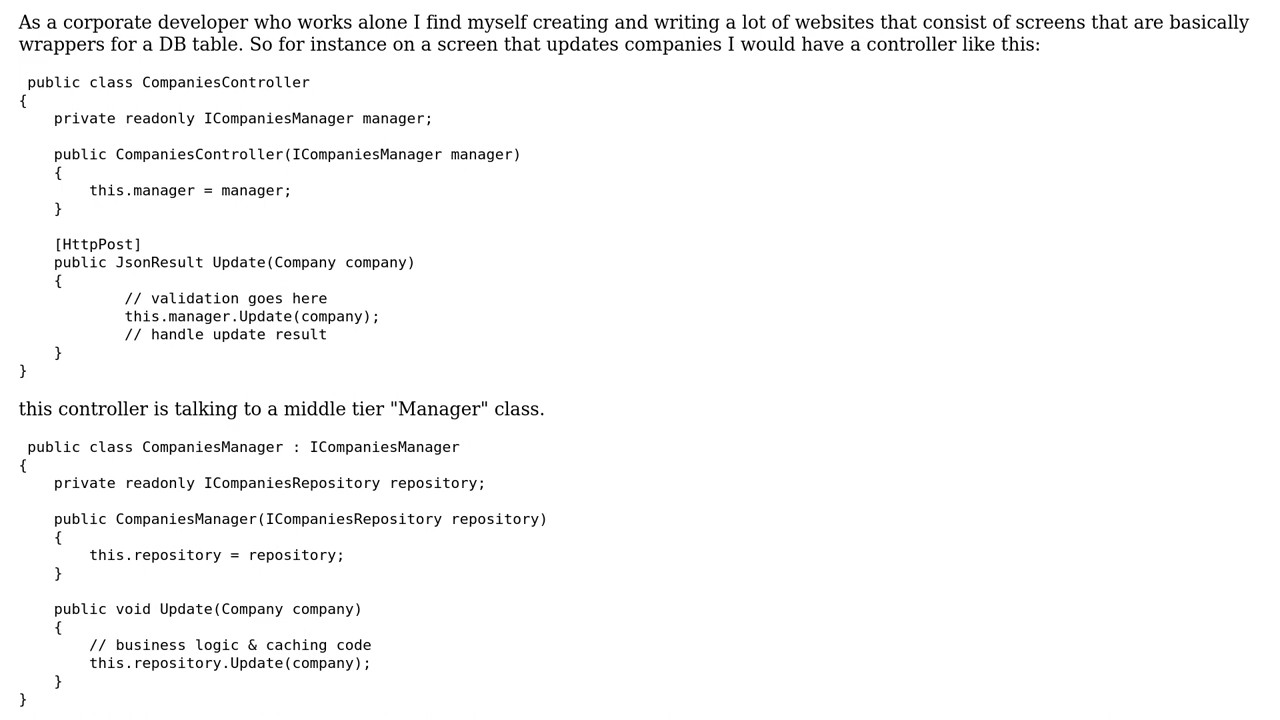 As a corporate developer who works alone I find myself creating and writing a lot of websites that consist of screens that are basically
wrappers for a DB table. So for instance on a screen that updates companies I would have a controller like this:
public class CompaniesController
{
    private readonly ICompaniesManager manager;
    public CompaniesController(ICompaniesManager manager)
    {
        this.manager = manager;
    }
    [HttpPost]
    public JsonResult Update(Company company)
    {
            // validation goes here
            this.manager.Update(company);
            // handle update result
    }
}
this controller is talking to a middle tier "Manager" class.
public class CompaniesManager : ICompaniesManager
{
    private readonly ICompaniesRepository repository;
    public CompaniesManager(ICompaniesRepository repository)
    {
        this.repository = repository;
    }
    public void Update(Company company)
    {
        // business logic & caching code
        this.repository.Update(company);
    }
}